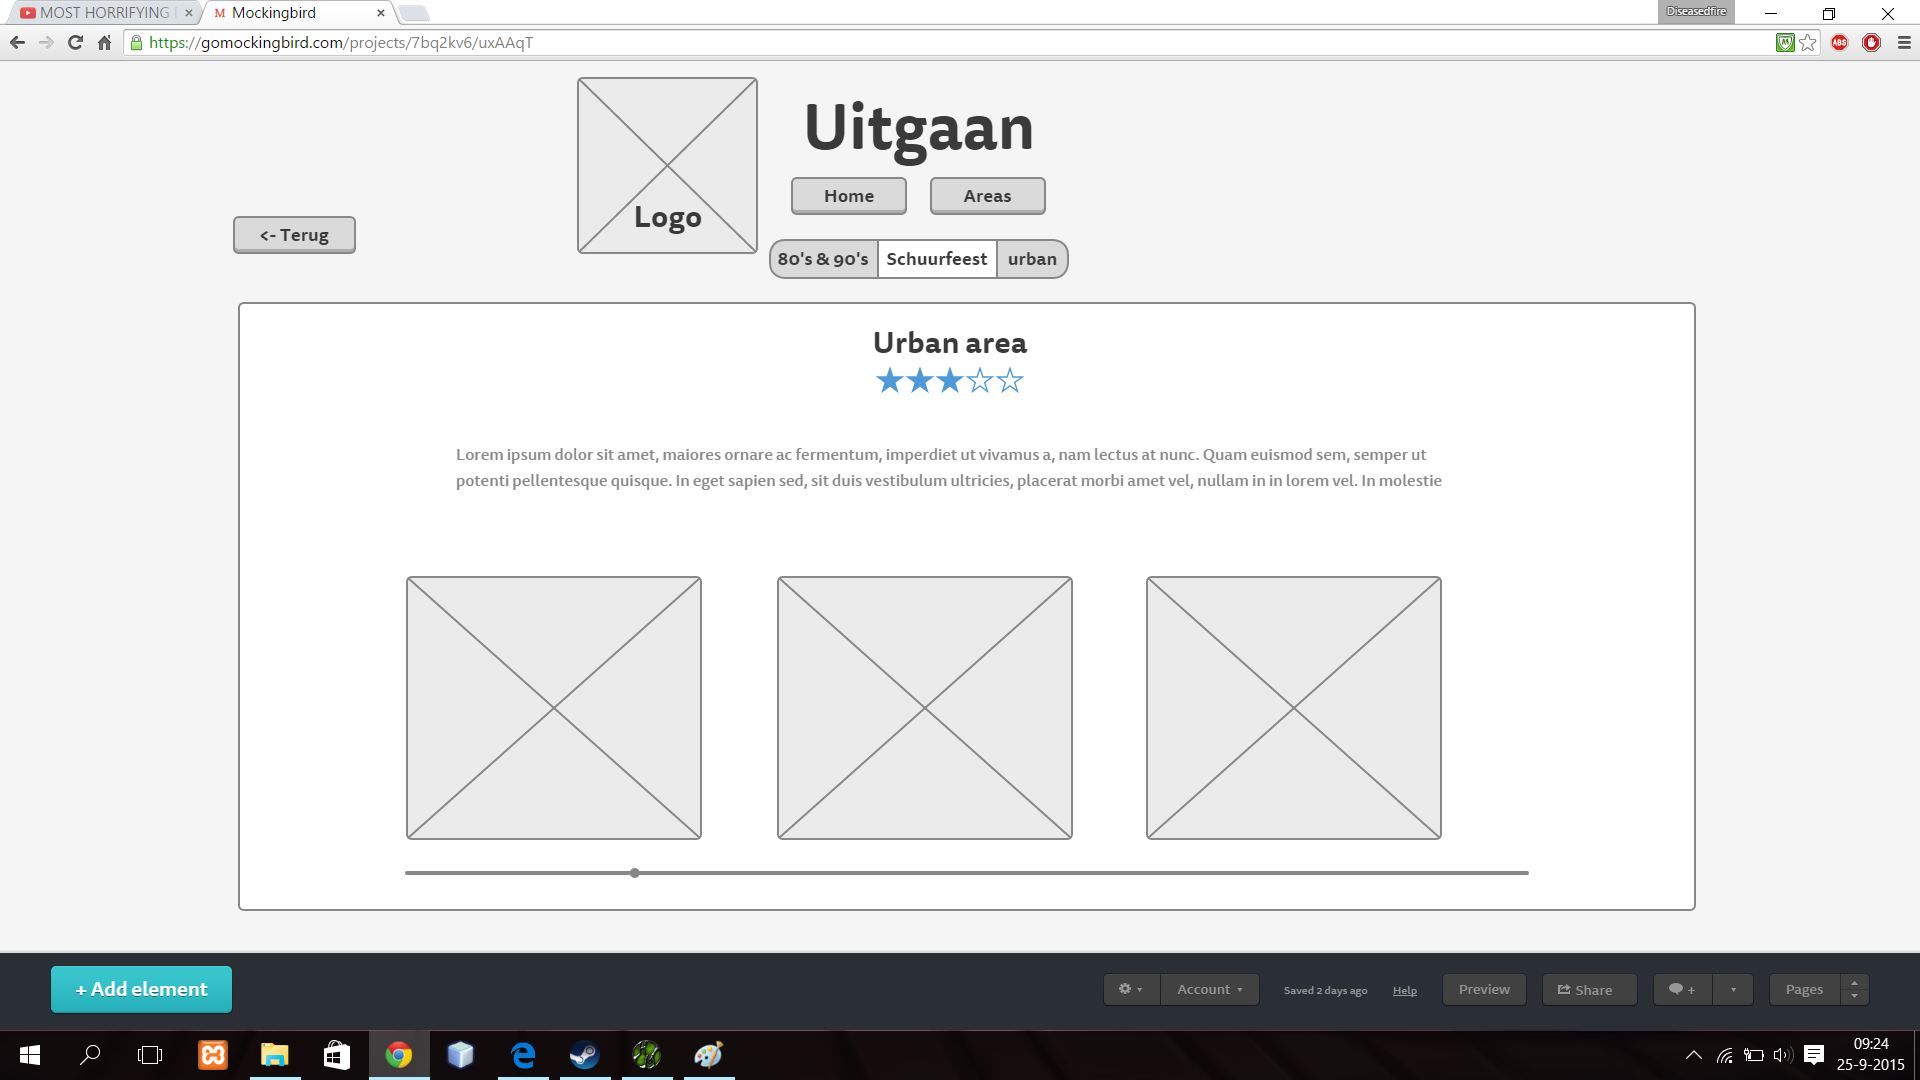 MOST HORRIFYING
Mockingbird
Diseasedfire
https://gomockingbird.com/projects/7bq2kv6/uxAAqT
ABS
Uitgaan
Home
Areas
Logo
<- Terug
80's & 90's
Schuurfeest
urban
Urban area
Lorem ipsum dolor sit amet, maiores ornare ac fermentum, imperdiet ut vivamus a, nam lectus at nunc. Quam euismod sem, semper ut
potenti pellentesque quisque. In eget sapien sed, sit duis vestibulum ultricies, placerat morbi amet vel, nullam in in lorem vel. In molestie
+ Add element
Account
Saved 2 days ago
Help
Preview
Share
+
Pages
09:24
25-9-2015